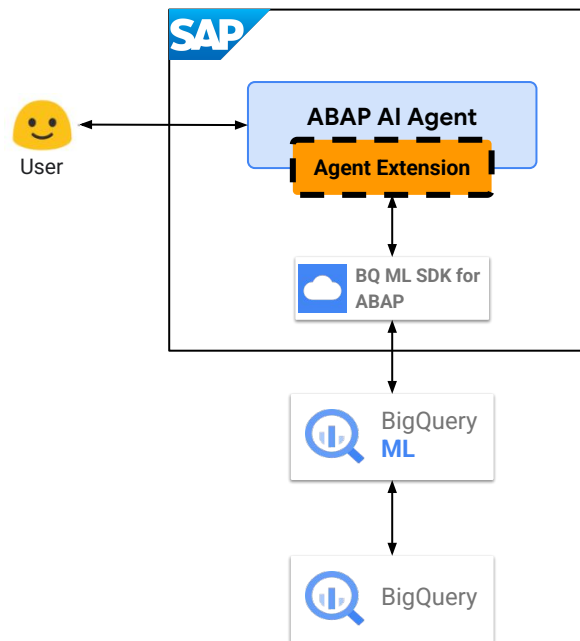 SAP
ABAP AI Agent
Agent Extension
User
BQ ML SDK for
ABAP
BigQuery
ML
BigQuery